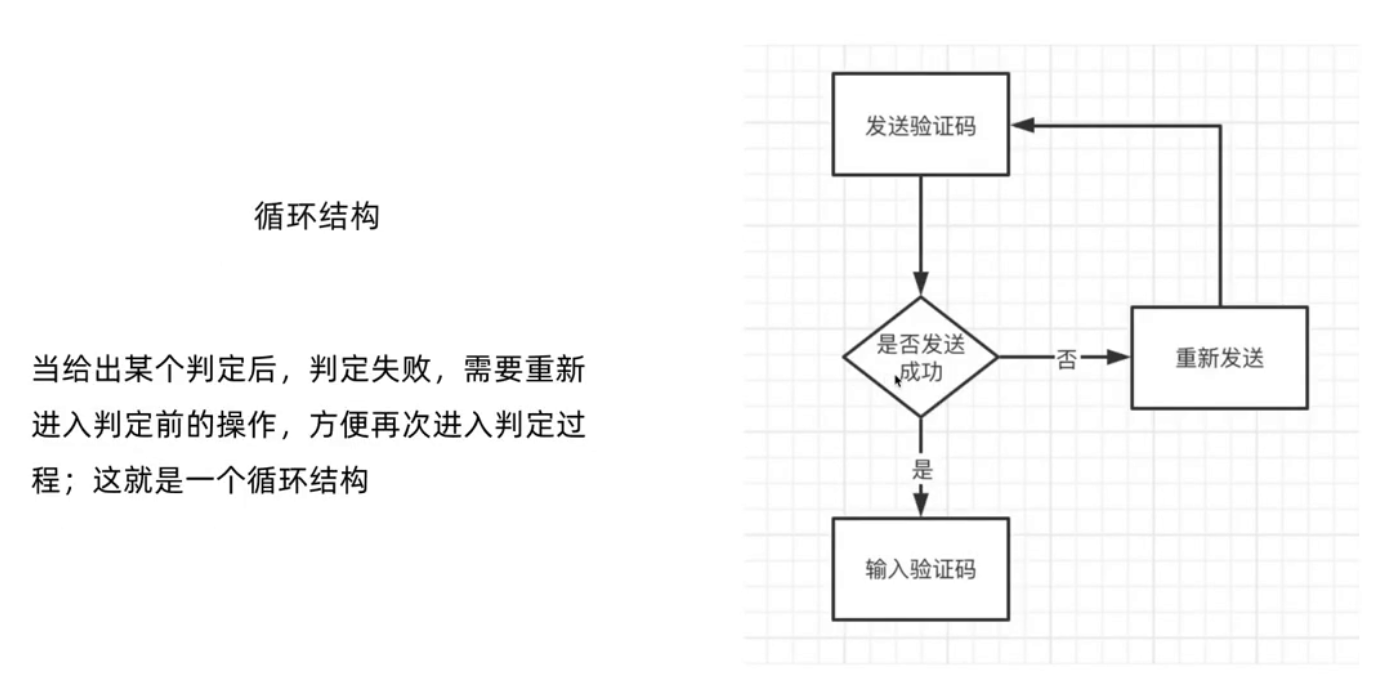 循环结构
当给出某个判定后，判定失败，需要重新
进入判定前的操作，方便再次进入判定过
程；这就是一个循环结构
发送验证码
是否发送
成功
否
重新发送
是
输入验证码